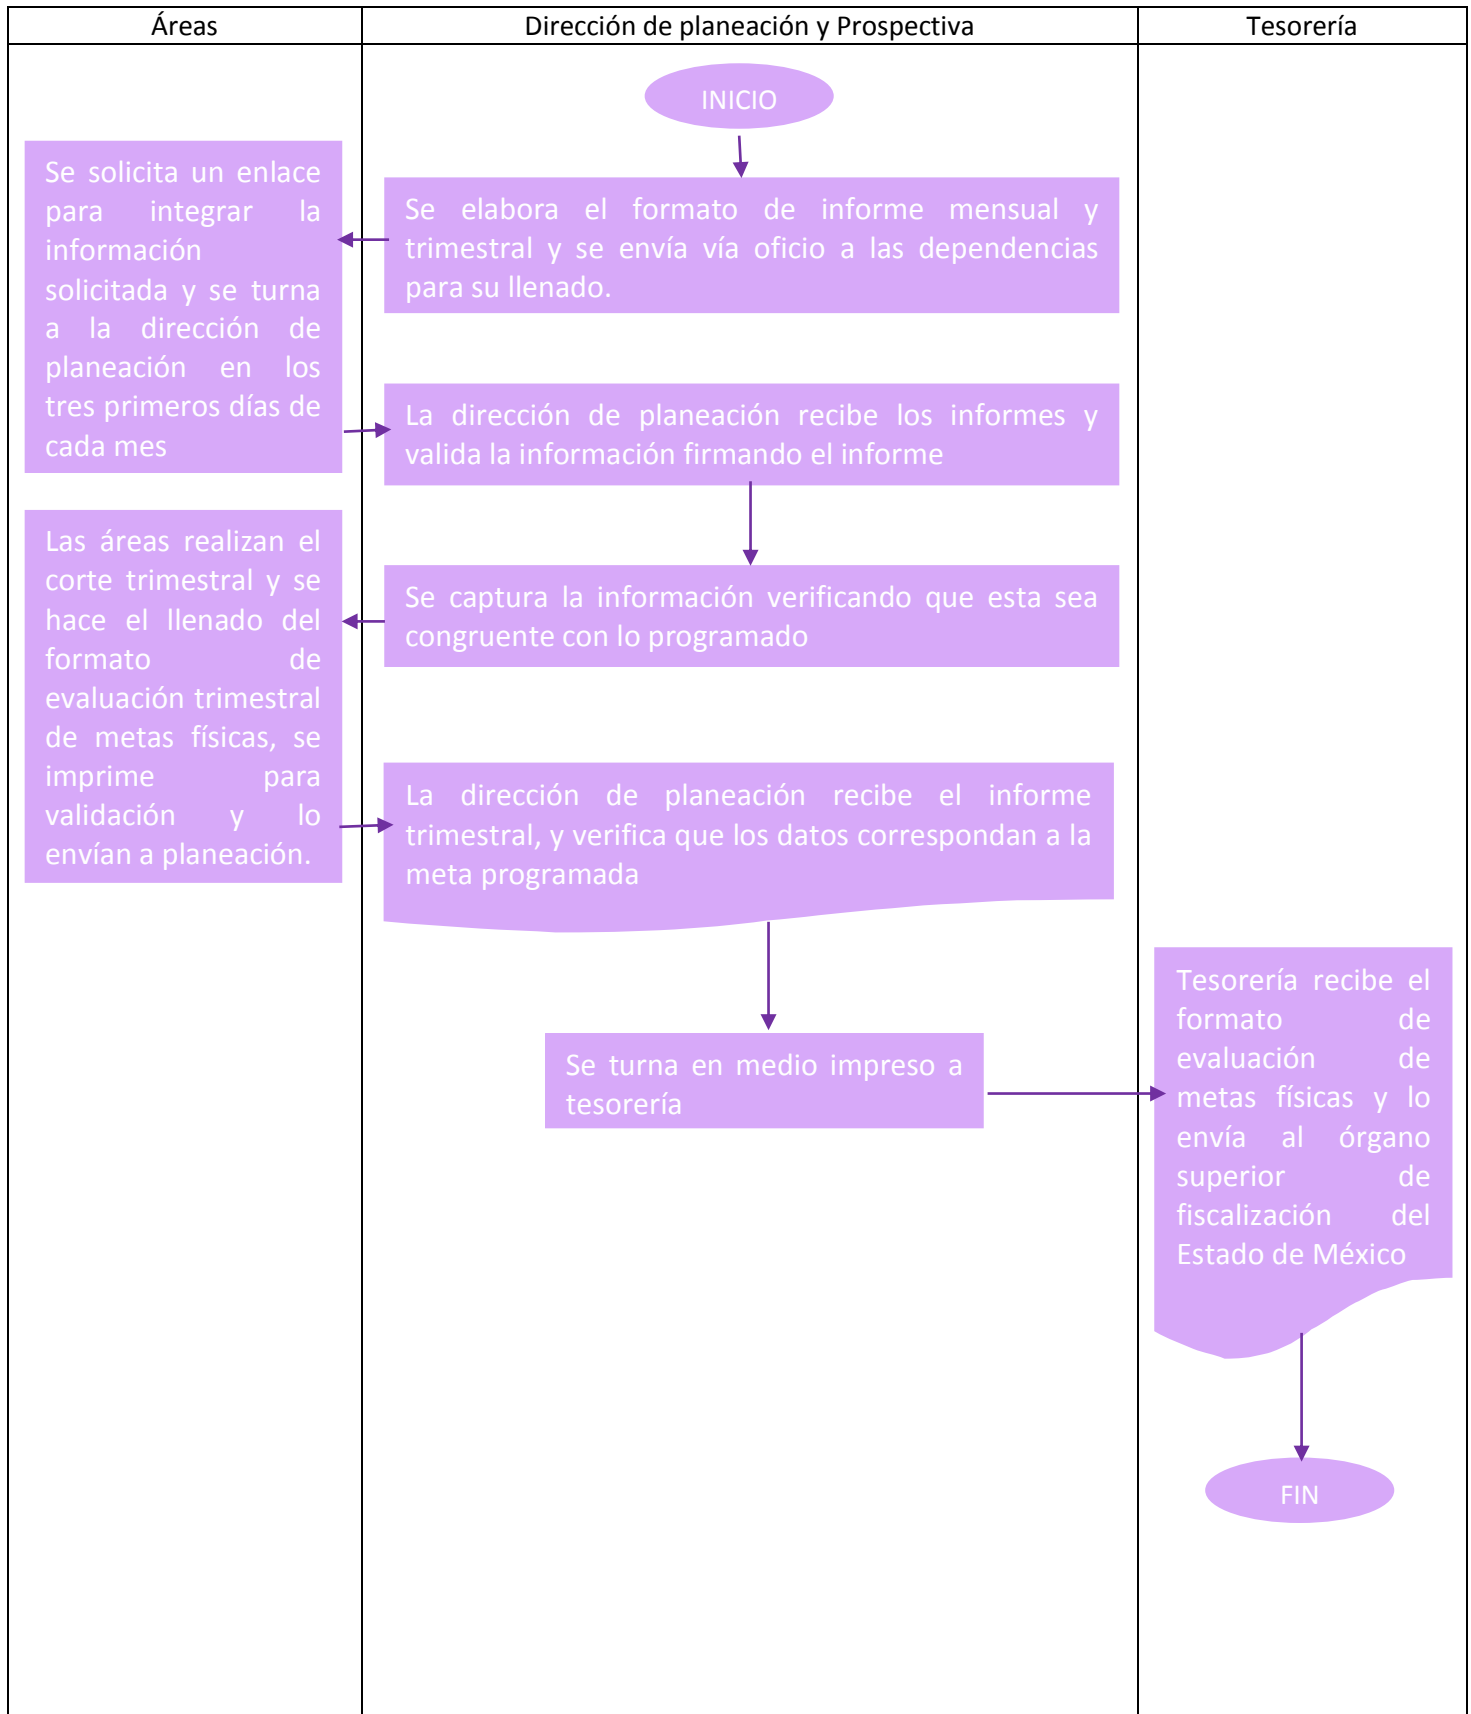 Áreas
Dirección de planeación y Prospectiva
Tesorería
INICIO
Se elabora el formato de informe mensual y
trimestral y se envía vía oficio a las dependencias
para su llenado.
Se solicita un enlace
para integrar la
información
solicitada y se turna
a la dirección de
planeación en los
tres primeros días de
cada mes
La dirección de planeación recibe los informes y
valida la información firmando el informe
Se captura la información verificando que esta sea
congruente con lo programado
Las áreas realizan el
corte trimestral y se
hace el llenado del
formato de
evaluación trimestral
de metas físicas, se
imprime para
validación y lo
envían a planeación.
La dirección de planeación recibe el informe
trimestral, y verifica que los datos correspondan a la
meta programada
Se turna en medio impreso a
tesorería
Tesorería recibe el
formato de
evaluación de
metas físicas y lo
envía al órgano
superior de
fiscalización del
Estado de México
FIN